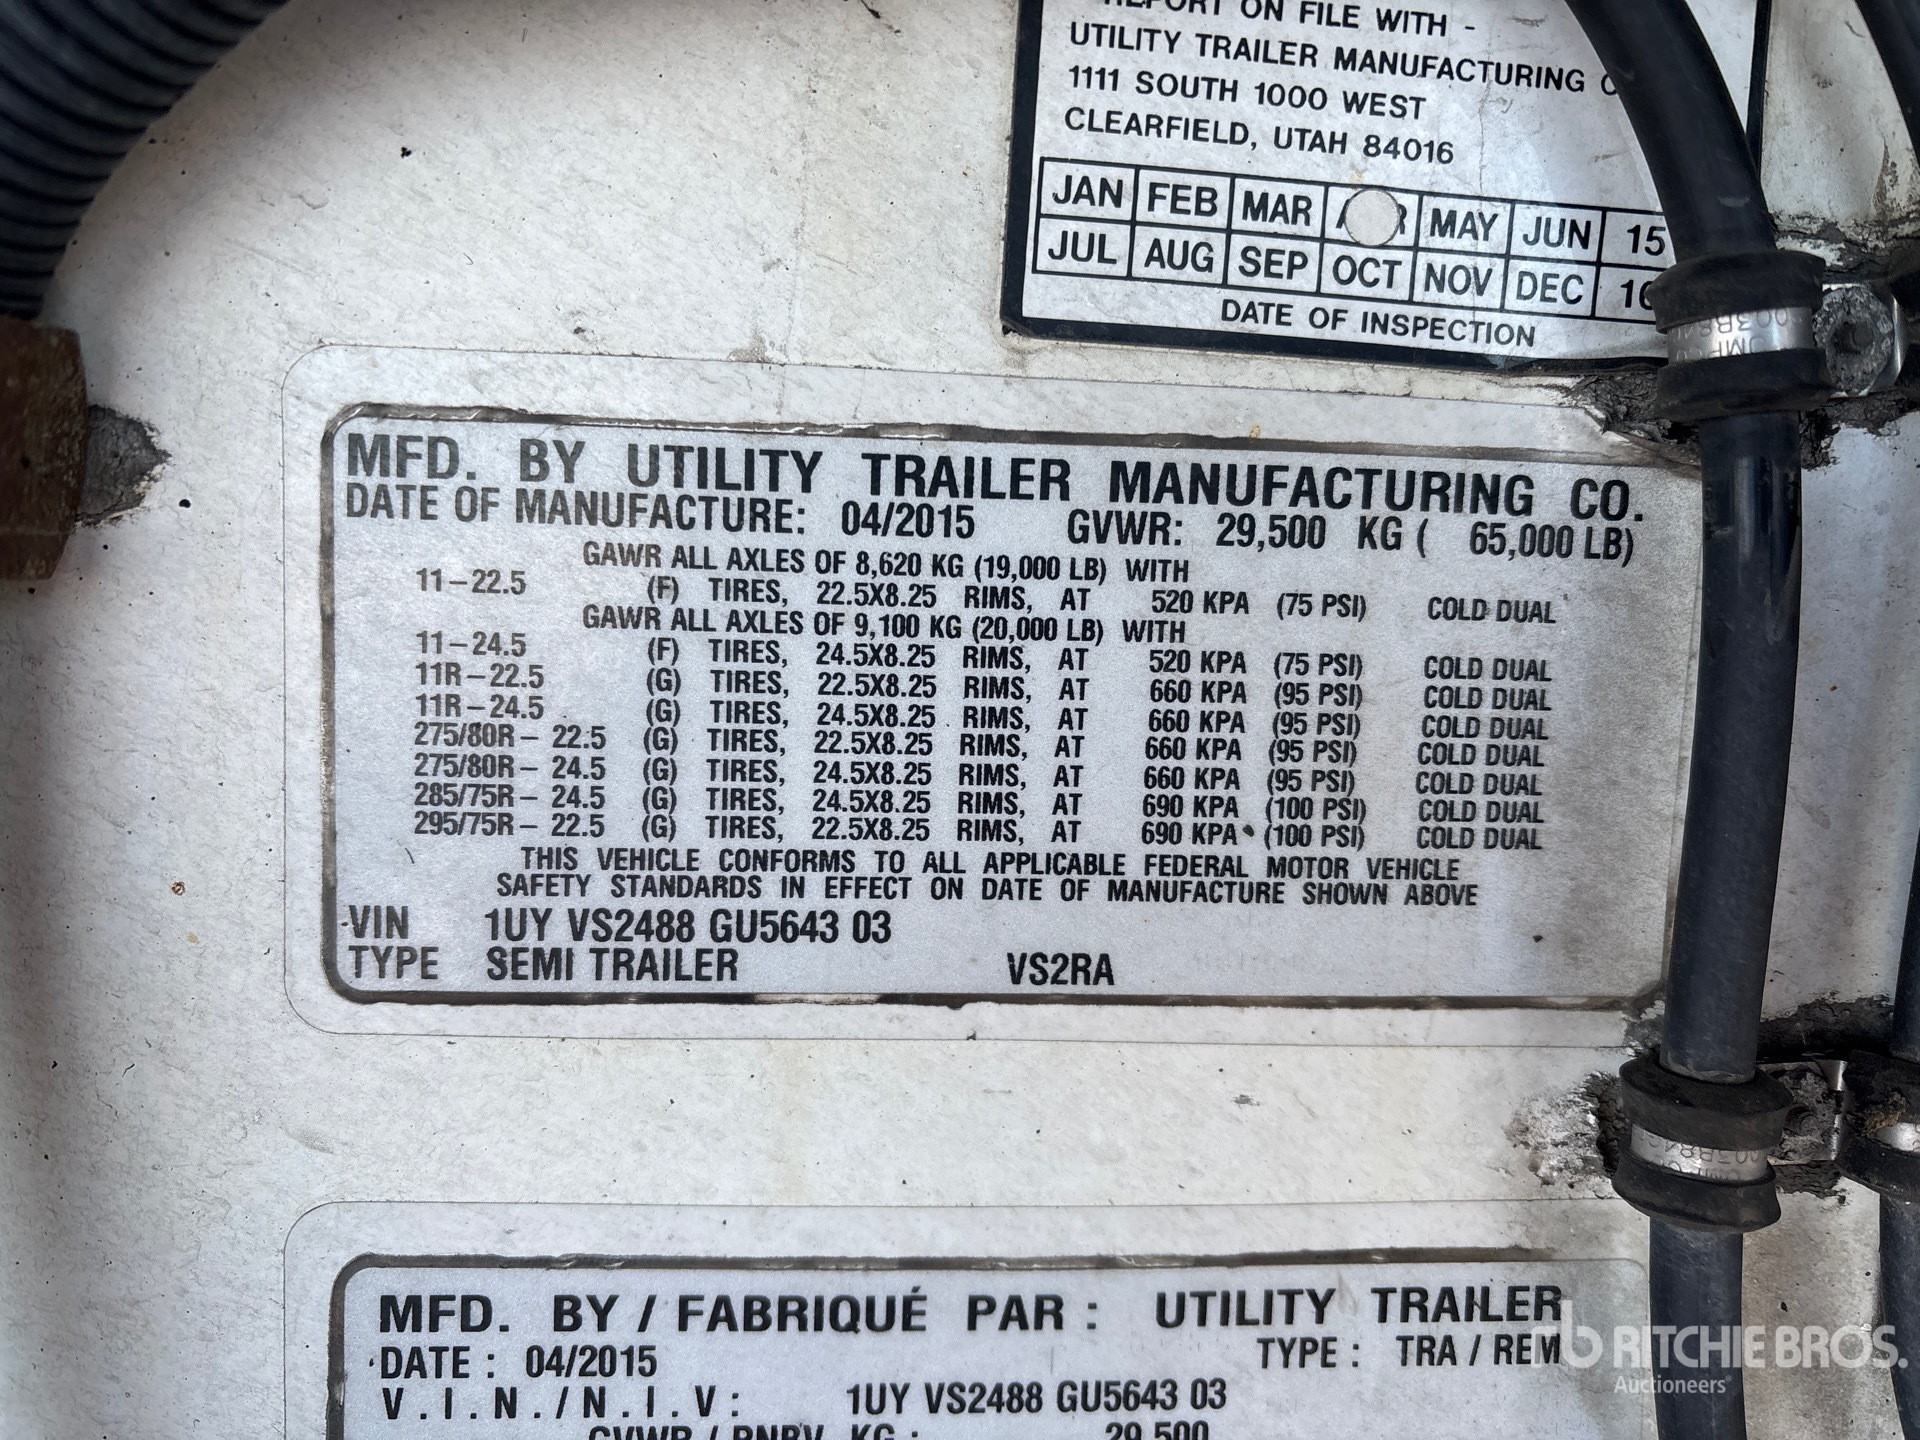 REPORT ON FILE WITH -
UTILITY TRAILER MANUFACTURING
1111 SOUTH 1000 WEST
CLEARFIELD, UTAH 84016
JAN FEB MAR MAY JUN 15
JUL AUG SEP OCT NOV DEC 16
DATE OF INSPECTION
MFD. BY UTILITY TRAILER MANUFACTURING CO.
DATE OF MANUFACTURE: 04/2015 GVWR: 29,500 KG ( 65,000 LB)
GAWR ALL AXLES OF 8,620 KG (19,000 LB) WITH
11-22.5 (F) TIRES, 22.5X8.25 RIMS, AT 520 KPA (75 PSI) COLD DUAL
GAWR ALL AXLES OF 9,100 KG (20,000 LB) WITH
11-24.5 (F) TIRES, 24.5X8.25 RIMS, AT 520 KPA (75 PSI) COLD DUAL
11R-22.5 (G) TIRES, 22.5X8.25 RIMS, AT 660 KPA (95 PSI) COLD DUAL
11R-24.5 (G) TIRES, 24.5X8.25 RIMS, AT 660 KPA (95 PSI) COLD DUAL
275/80R- 22.5 (G) TIRES, 22.5X8.25 RIMS, AT 660 KPA (95 PSI) COLD DUAL
275/80R- 24.5 (G) TIRES, 24.5X8.25 RIMS, AT 660 KPA (95 PSI) COLD DUAL
285/75R- 24.5 (G) TIRES, 24.5X8.25 RIMS, AT 690 KPA (100 PSI) COLD DUAL
295/75R- 22.5 (G) TIRES, 22.5X8.25 RIMS, AT 690 KPA (100 PSI) COLD DUAL
THIS VEHICLE CONFORMS TO ALL APPLICABLE FEDERAL MOTOR VEHICLE
SAFETY STANDARDS IN EFFECT ON DATE OF MANUFACTURE SHOWN ABOVE
VIN 1UY VS2488 GU5643 03
TYPE SEMI TRAILER VS2RA
MFD. BY / FABRIQUÉ PAR : UTILITY TRAILER
DATE : 04/2015 TYPE : TRA / REM
V.I.N./N.I.V: 1UY VS2488 GU5643 03
GVWR / PNBV KG : 29,500
rb RITCHIE BROS.
Auctioneers